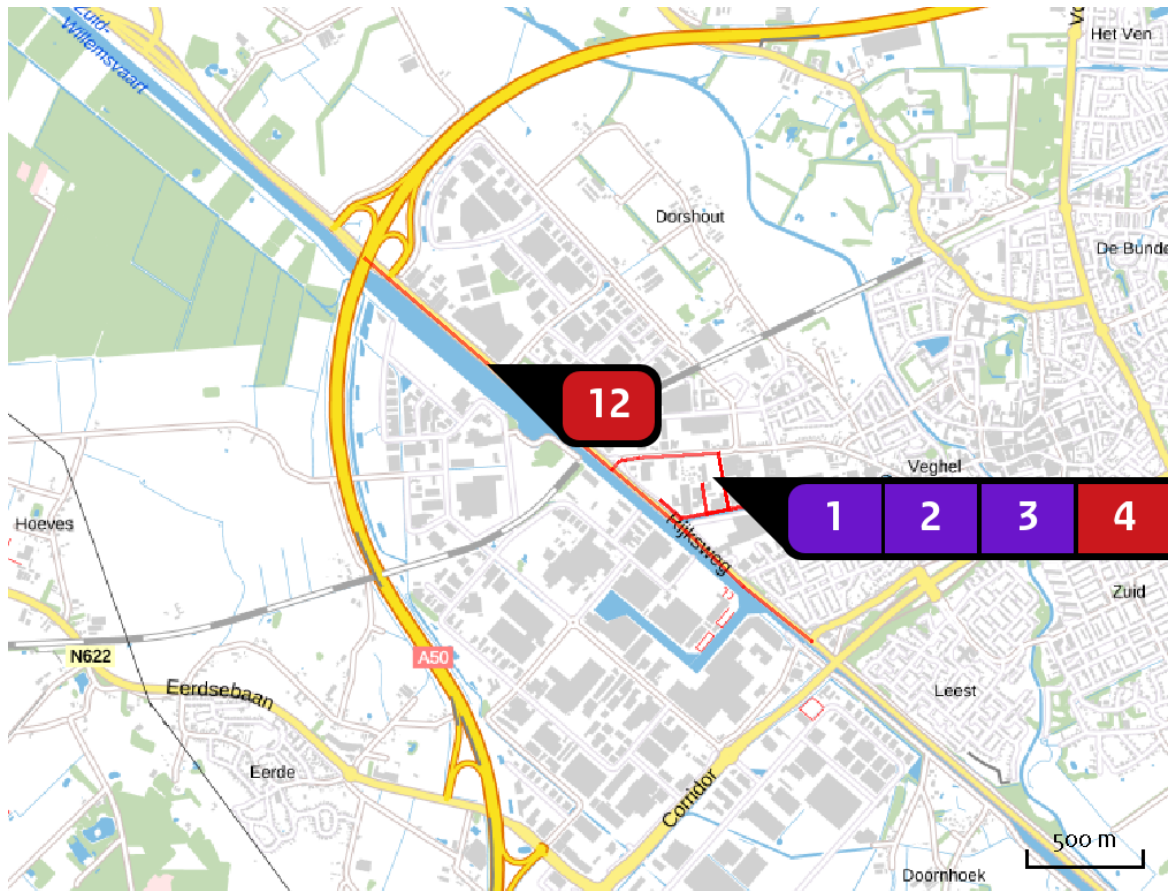 Zuid-
Willemsvaart
Het Ven
Dorshout
De Bunde
12
Veghel
1 2 3 4
Hoeves
Rijksweg
Zuid
N622
A50
Eerdsebaan
Leest
Eerde
Corridor
500 m
Doornhoek